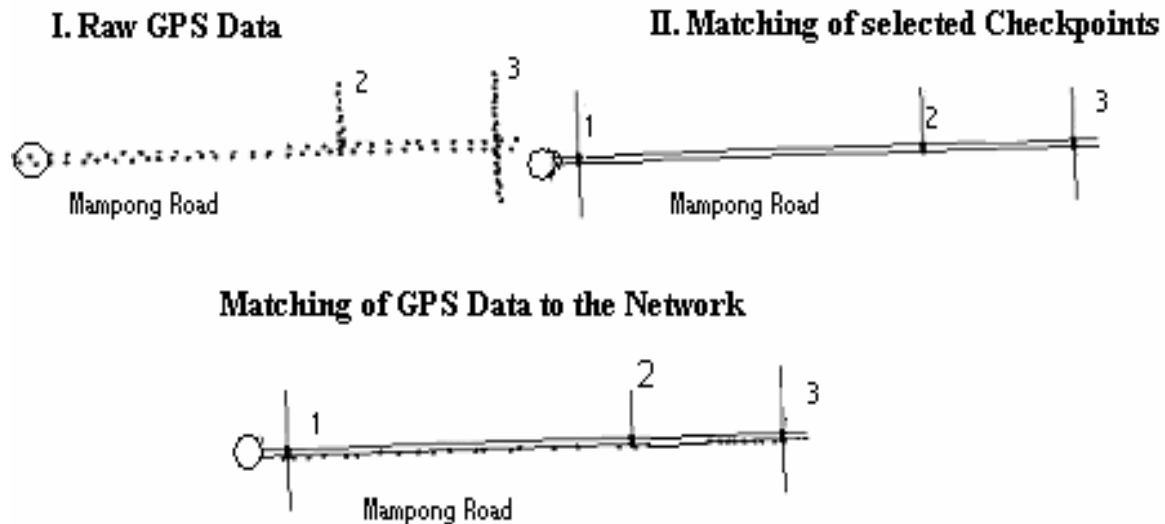 I. Raw GPS Data
II. Matching of selected Checkpoints
2
3
Mampong Road
1
2
3
Mampong Road
Matching of GPS Data to the Network
1
2
3
Mampong Road